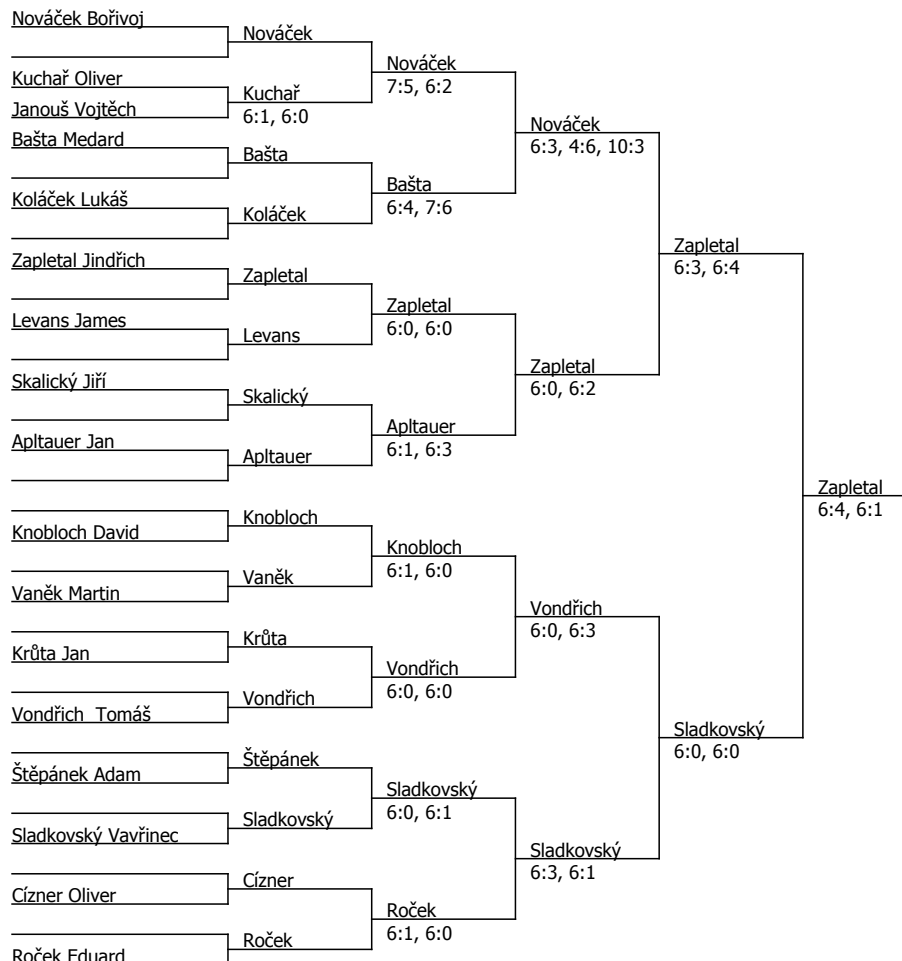 Nováček Bořivoj
Nováček
Nováček
7:5, 6:2
Kuchař Oliver
Kuchař
6:1, 6:0
Janouš Vojtěch
Nováček
6:3, 4:6, 10:3
Bašta Medard
Bašta
Bašta
6:4, 7:6
Koláček Lukáš
Koláček
Zapletal
6:3, 6:4
Zapletal Jindřich
Zapletal
Zapletal
6:0, 6:0
Levans James
Levans
Zapletal
6:0, 6:2
Skalický Jiří
Skalický
Apltauer
6:1, 6:3
Apltauer Jan
Apltauer
Zapletal
6:4, 6:1
Knobloch
Knobloch David
Knobloch
6:1, 6:0
Vaněk
Vaněk Martin
Vondřich
6:0, 6:3
Krůta
Krůta Jan
Vondřich
6:0, 6:0
Vondřich
Vondřich  Tomáš
Sladkovský
6:0, 6:0
Štěpánek
Štěpánek Adam
Sladkovský
6:0, 6:1
Sladkovský
Sladkovský Vavřinec
Sladkovský
6:3, 6:1
Cízner
Cízner Oliver
Roček
6:1, 6:0
Roček
Roček Eduard